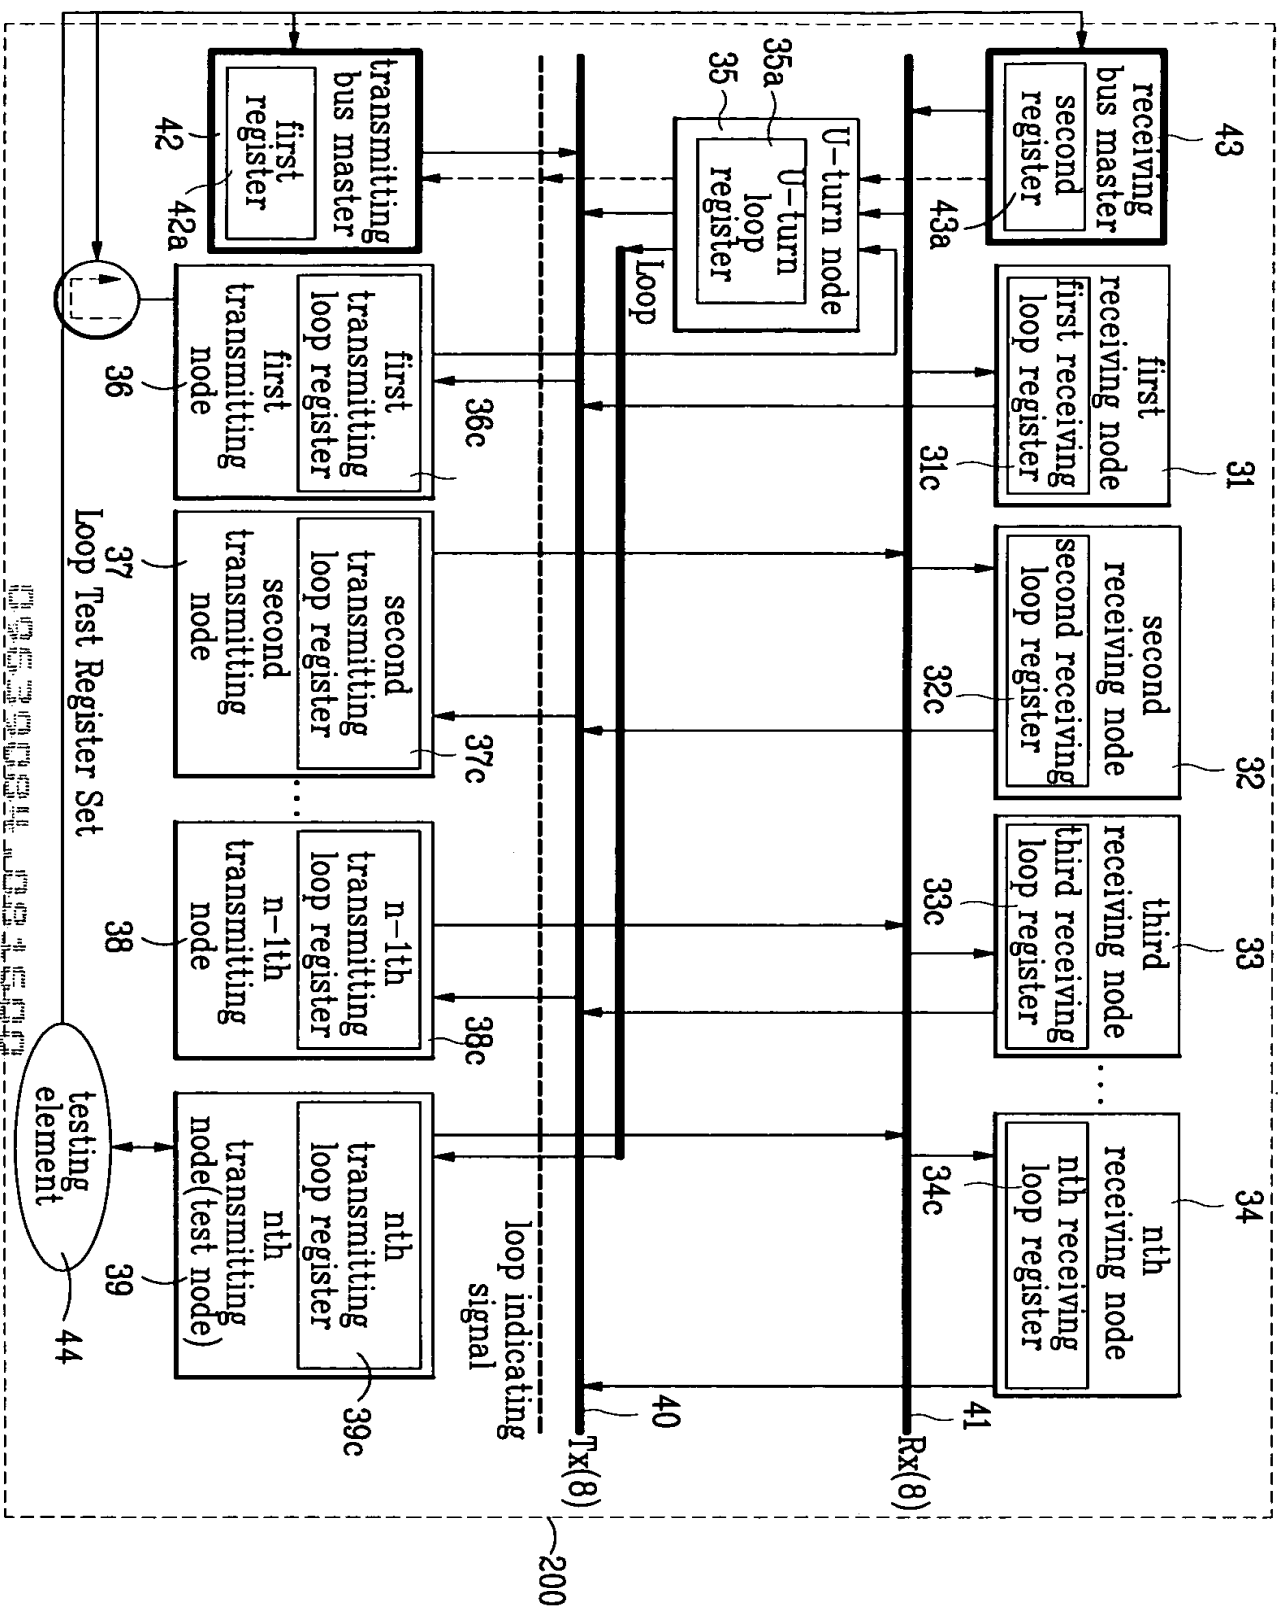 43
receiving
bus master
second
register
43a
first
receiving node
first receiving
loop register
31
31c
second
receiving node
second receiving
loop register
32
32c
third
receiving node
third receiving
loop register
33
33c
...
nth
receiving node
nth receiving
loop register
34
34c
41
Rx(8)
35a
35
U-turn node
U-turn
loop
register
Loop
40
Tx(8)
loop indicating
signal
200
transmitting
bus master
first
register
42
42a
36c
first
transmitting
loop register
first
transmitting
node
36
37c
second
transmitting
loop register
second
transmitting
node
37
...
38c
n-1th
transmitting
loop register
n-1th
transmitting
node
38
39c
nth
transmitting
loop register
nth
transmitting
node(test node)
39
Loop Test Register Set
testing
element
44